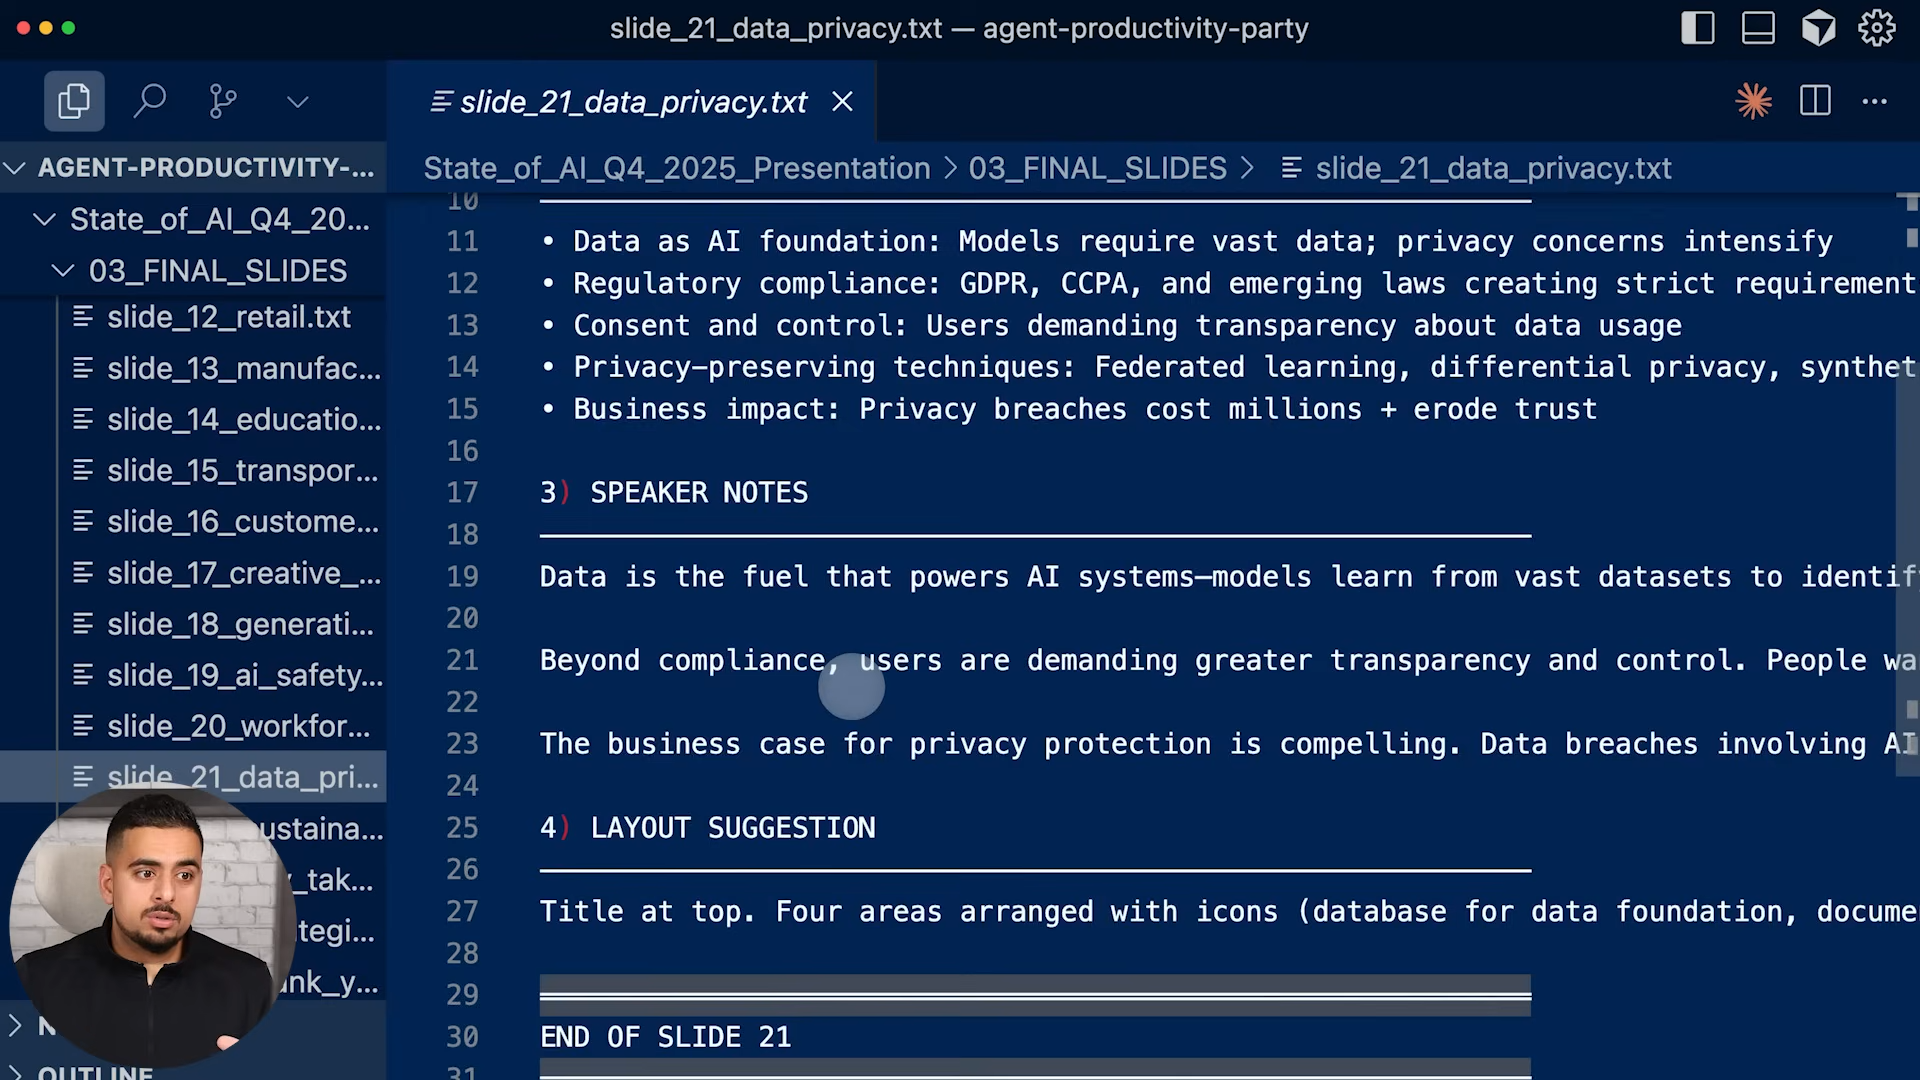 slide_21_data_privacy.txt — agent-productivity-party
slide_21_data_privacy.txt
AGENT-PRODUCTIVITY-...
State_of_AI_Q4_2025_Presentation > 03_FINAL_SLIDES > slide_21_data_privacy.txt
State_of_AI_Q4_20...
03_FINAL_SLIDES
slide_12_retail.txt
slide_13_manufac...
slide_14_educatio...
slide_15_transpor...
slide_16_custome...
slide_17_creative_...
slide_18_generati...
slide_19_ai_safety...
slide_20_workfor...
slide_21_data_pri...
ustaina...
_tak...
tegi...
ank_y...
OUTLINE
10
11 • Data as AI foundation: Models require vast data; privacy concerns intensify
12 • Regulatory compliance: GDPR, CCPA, and emerging laws creating strict requirement
13 • Consent and control: Users demanding transparency about data usage
14 • Privacy-preserving techniques: Federated learning, differential privacy, synthet
15 • Business impact: Privacy breaches cost millions + erode trust
16
17 3) SPEAKER NOTES
18
19 Data is the fuel that powers AI systems—models learn from vast datasets to identif
20
21 Beyond compliance, users are demanding greater transparency and control. People wa
22
23 The business case for privacy protection is compelling. Data breaches involving AI
24
25 4) LAYOUT SUGGESTION
26
27 Title at top. Four areas arranged with icons (database for data foundation, docume
28
29
30 END OF SLIDE 21
31